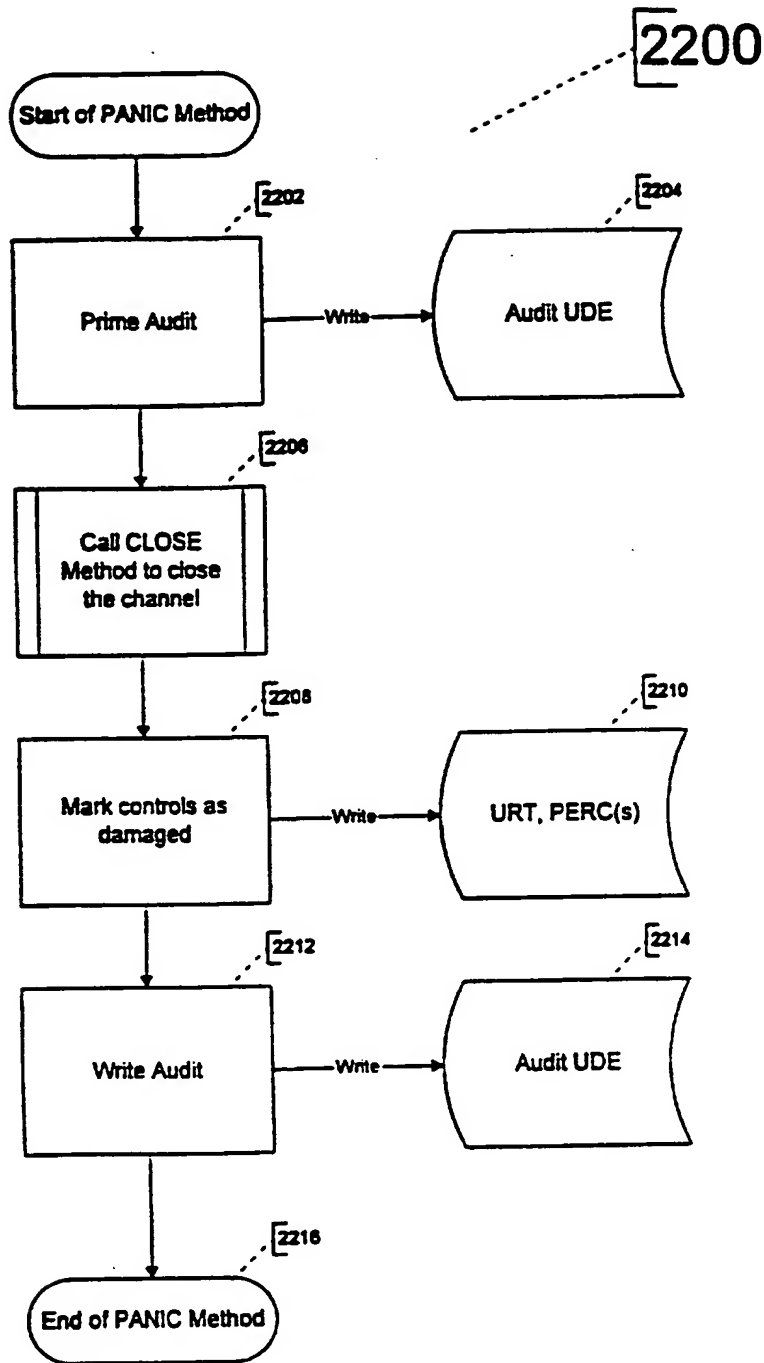 2200
Start of PANIC Method
2202
2204
Prime Audit
Write
Audit UDE
2206
Call CLOSE
Method to close
the channel
2208
2210
Mark controls as
damaged
Write
URT, PERC(s)
2212
2214
Write Audit
Write
Audit UDE
2216
End of PANIC Method